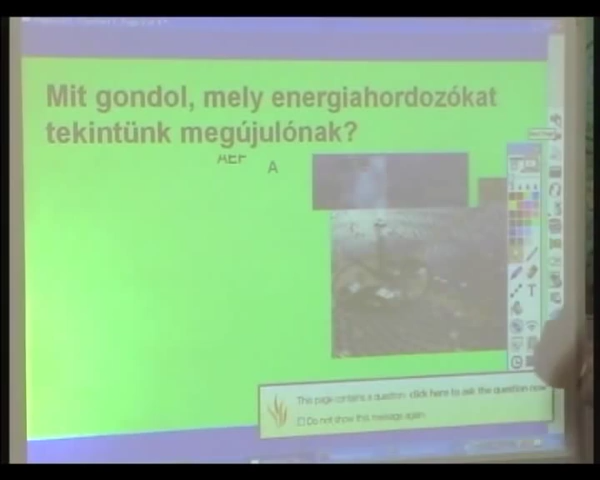 Mit gondol, mely energiahordozókat
tekintünk megújulónak?
A
This page contains a question. click here to ask the question now
Do not show this message again.